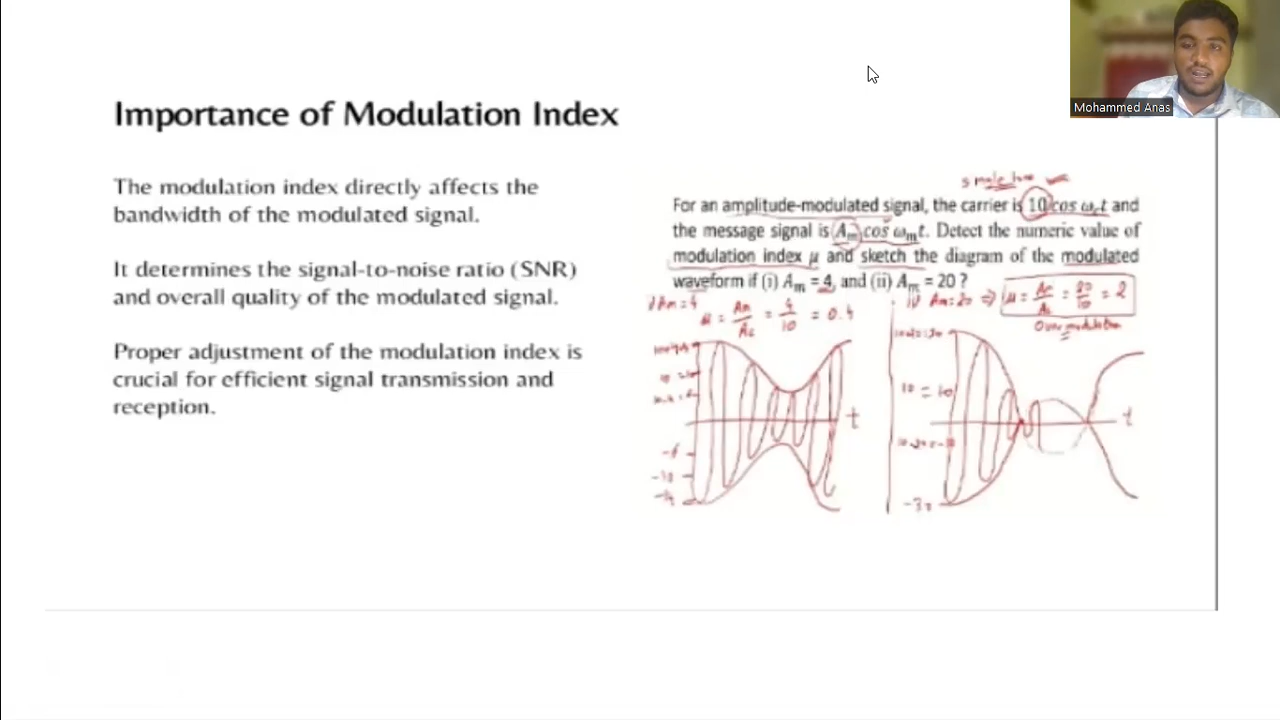 Mohammed Anas
Importance of Modulation Index
The modulation index directly affects the
bandwidth of the modulated signal.
It determines the signal-to-noise ratio (SNR)
and overall quality of the modulated signal.
Proper adjustment of the modulation index is
crucial for efficient signal transmission and
reception.
For an amplitude-modulated signal, the carrier is 10 cos ωct and
the message signal is Am cos ωmt. Detect the numeric value of
modulation index μ and sketch the diagram of the modulated
waveform if (i) Am = 4, and (ii) Am = 20 ?
μ = Am/Ac = 4/10 = 0.4
Am=20 ⇒ = 20/10 = 2
Over modulation
t
t
-30